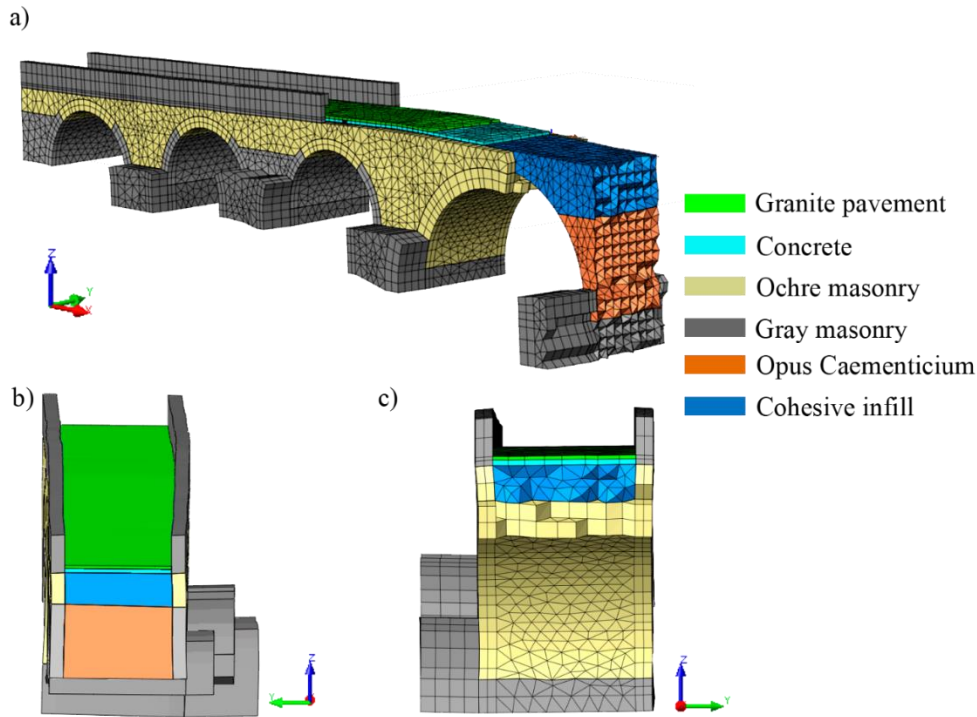 a)
Z
Y
X
Granite pavement
Concrete
Ochre masonry
Gray masonry
Opus Caementicium
Cohesive infill
b)
c)
Z
Y
Z
Y